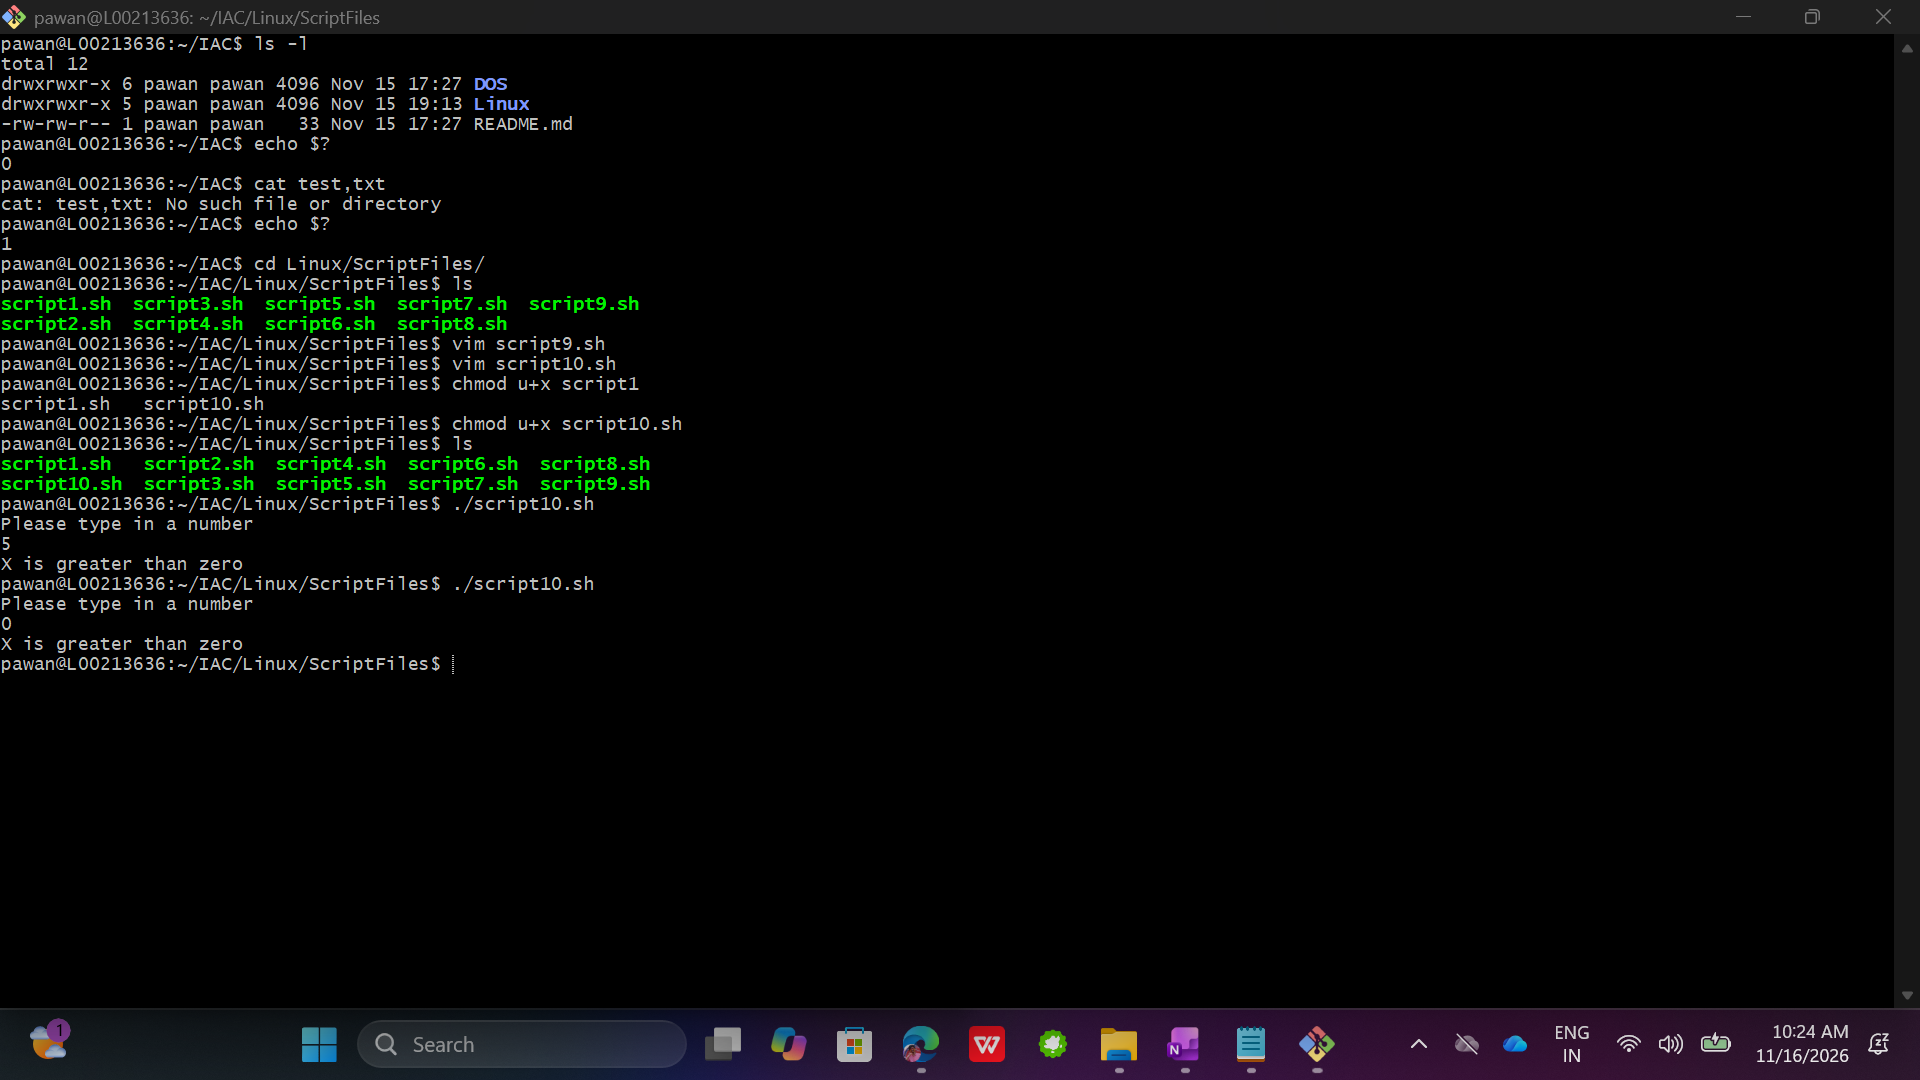 pawan@L00213636: ~/IAC/Linux/ScriptFiles
pawan@L00213636:~/IAC$ ls -l
total 12
drwxrwxr-x 6 pawan pawan 4096 Nov 15 17:27 DOS
drwxrwxr-x 5 pawan pawan 4096 Nov 15 19:13 Linux
-rw-rw-r-- 1 pawan pawan   33 Nov 15 17:27 README.md
pawan@L00213636:~/IAC$ echo $?
0
pawan@L00213636:~/IAC$ cat test,txt
cat: test,txt: No such file or directory
pawan@L00213636:~/IAC$ echo $?
1
pawan@L00213636:~/IAC$ cd Linux/ScriptFiles/
pawan@L00213636:~/IAC/Linux/ScriptFiles$ ls
script1.sh  script3.sh  script5.sh  script7.sh  script9.sh
script2.sh  script4.sh  script6.sh  script8.sh
pawan@L00213636:~/IAC/Linux/ScriptFiles$ vim script9.sh
pawan@L00213636:~/IAC/Linux/ScriptFiles$ vim script10.sh
pawan@L00213636:~/IAC/Linux/ScriptFiles$ chmod u+x script1
script1.sh   script10.sh
pawan@L00213636:~/IAC/Linux/ScriptFiles$ chmod u+x script10.sh
pawan@L00213636:~/IAC/Linux/ScriptFiles$ ls
script1.sh   script2.sh  script4.sh  script6.sh  script8.sh
script10.sh  script3.sh  script5.sh  script7.sh  script9.sh
pawan@L00213636:~/IAC/Linux/ScriptFiles$ ./script10.sh
Please type in a number
5
X is greater than zero
pawan@L00213636:~/IAC/Linux/ScriptFiles$ ./script10.sh
Please type in a number
0
X is greater than zero
pawan@L00213636:~/IAC/Linux/ScriptFiles$
1
Search
W
N
ENG
IN
10:24 AM
11/16/2026